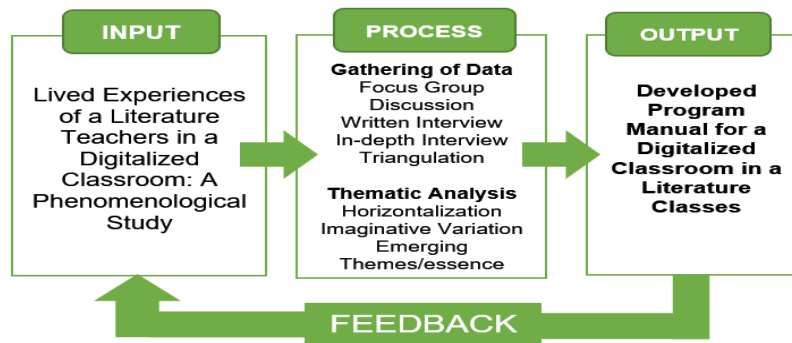 INPUT
Lived Experiences
of a Literature
Teachers in a
Digitalized
Classroom: A
Phenomenological
Study
PROCESS
Gathering of Data
Focus Group
Discussion
Written Interview
In-depth Interview
Triangulation
Thematic Analysis
Horizontalization
Imaginative Variation
Emerging
Themes/essence
OUTPUT
Developed
Program
Manual for a
Digitalized
Classroom in a
Literature
Classes
FEEDBACK